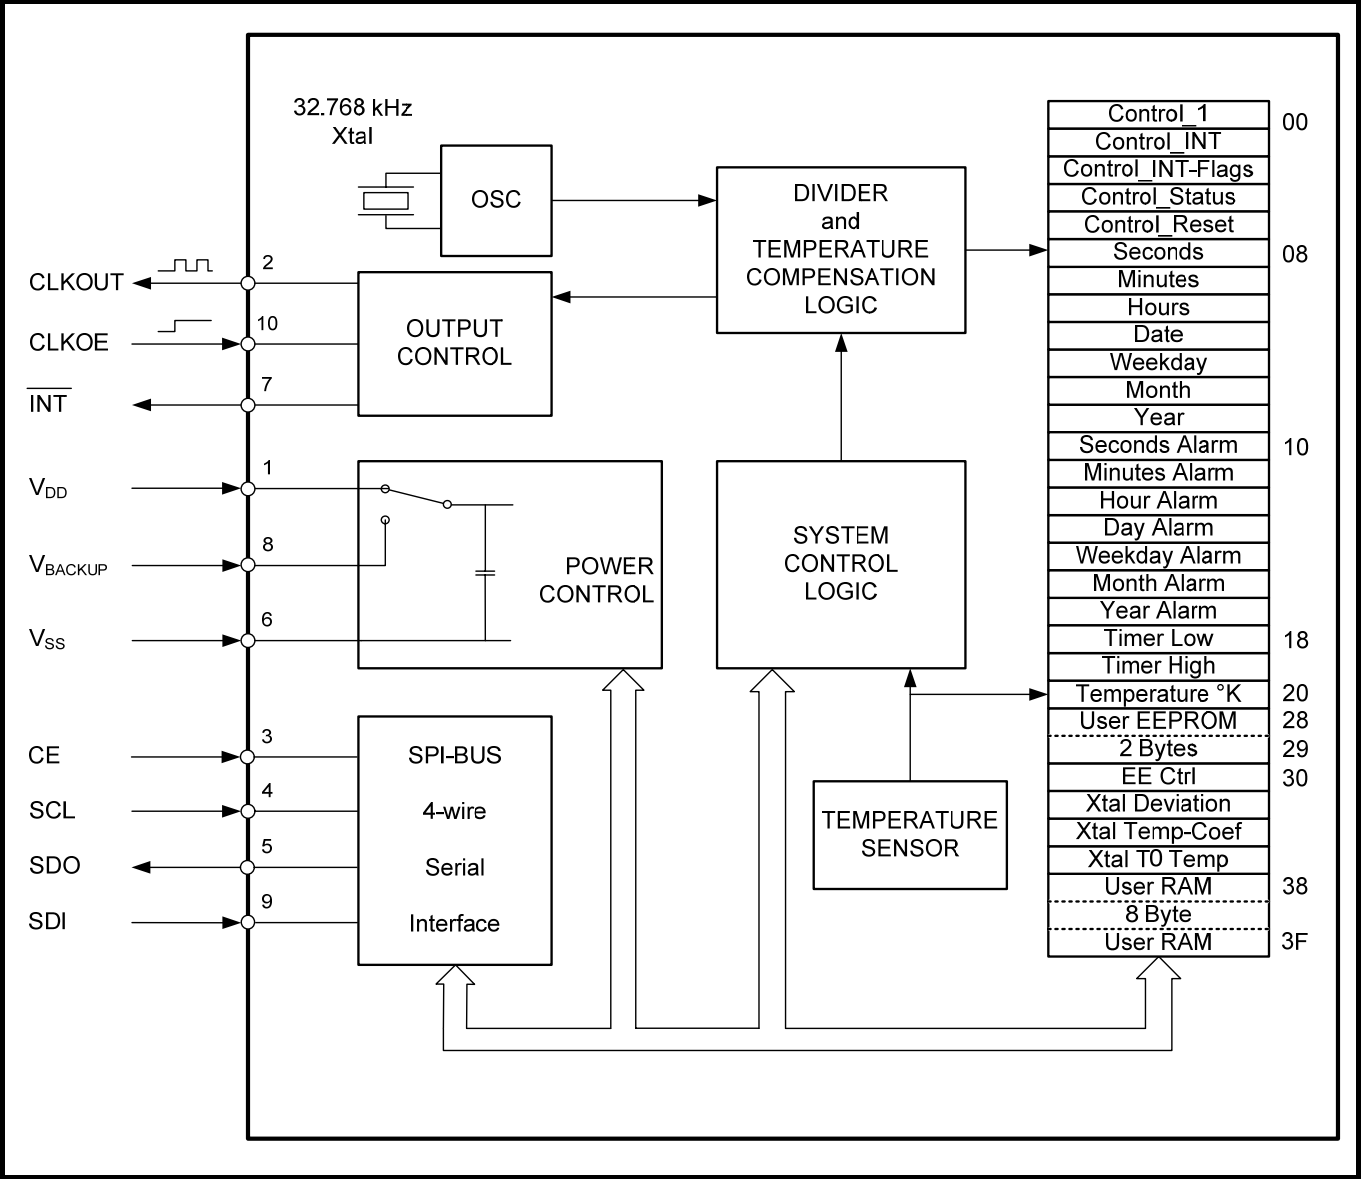 32.768 kHz
Xtal
OSC
DIVIDER
and
TEMPERATURE
COMPENSATION
LOGIC
CLKOUT
2
CLKOE
10
INT
7
OUTPUT
CONTROL
VDD
1
VBACKUP
8
VSS
6
POWER
CONTROL
SYSTEM
CONTROL
LOGIC
CE
3
SCL
4
SDO
5
SDI
9
SPI-BUS
4-wire
Serial
Interface
TEMPERATURE
SENSOR
Control_1 00
Control_INT
Control_INT-Flags
Control_Status
Control_Reset
Seconds 08
Minutes
Hours
Date
Weekday
Month
Year
Seconds Alarm 10
Minutes Alarm
Hour Alarm
Day Alarm
Weekday Alarm
Month Alarm
Year Alarm
Timer Low 18
Timer High
Temperature °K 20
User EEPROM 28
2 Bytes 29
EE Ctrl 30
Xtal Deviation
Xtal Temp-Coef
Xtal T0 Temp
User RAM 38
8 Byte
User RAM 3F